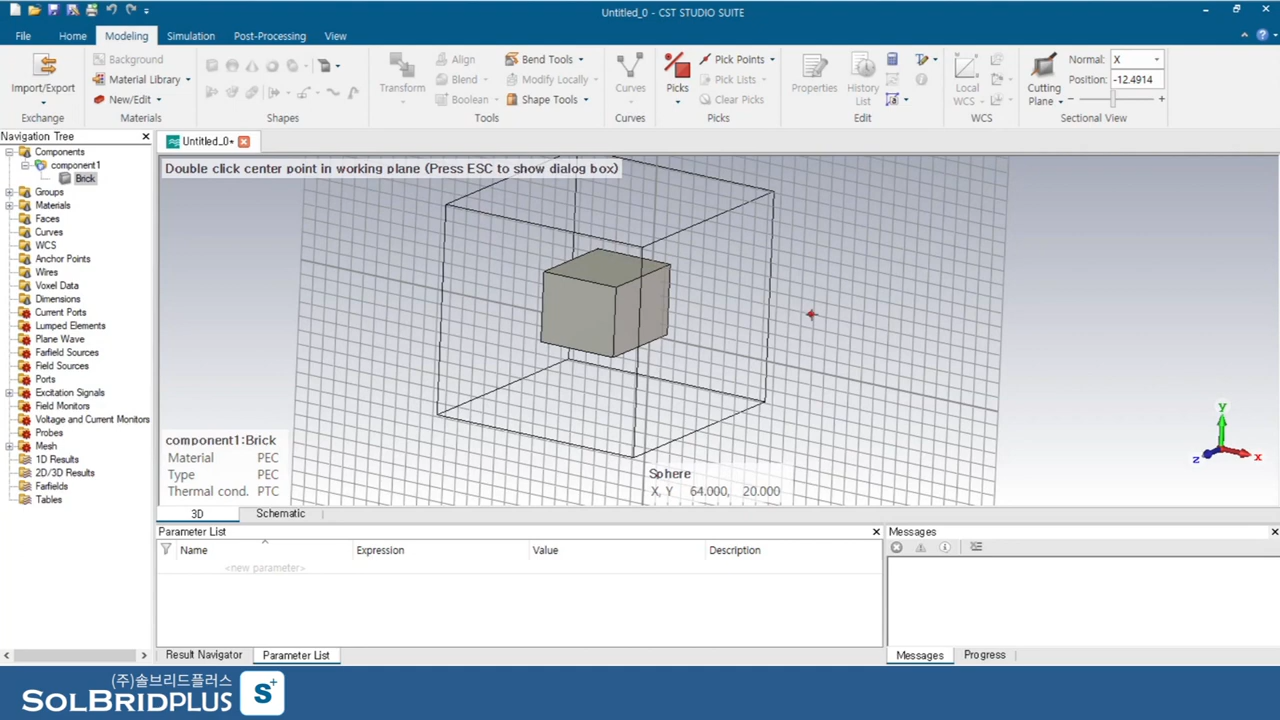 Untitled_0 - CST STUDIO SUITE
File Home Modeling Simulation Post-Processing View
Background
Material Library
New/Edit
Import/Export
Exchange
Materials
Shapes
Transform
Align
Blend
Boolean
Bend Tools
Modify Locally
Shape Tools
Tools
Curves
Curves
Picks
Pick Points
Pick Lists
Clear Picks
Picks
Properties
History
List
Edit
Local
WCS
WCS
Cutting
Plane
Normal: X
Position: -12.4914
Sectional View
Navigation Tree
Components
component1
Brick
Groups
Materials
Faces
Curves
WCS
Anchor Points
Wires
Voxel Data
Dimensions
Current Ports
Lumped Elements
Plane Wave
Farfield Sources
Field Sources
Ports
Excitation Signals
Field Monitors
Voltage and Current Monitors
Probes
Mesh
1D Results
2D/3D Results
Farfields
Tables
Untitled_0*
Double click center point in working plane (Press ESC to show dialog box)
component1:Brick
Material PEC
Type PEC
Thermal cond. PTC
Sphere
X, Y 64.000, 20.000
y
x
z
3D Schematic
Parameter List
Name Expression Value Description
<new parameter>
Result Navigator Parameter List
Messages
Messages Progress
(주)솔브리드플러스
SOLBRIDPLUS S+